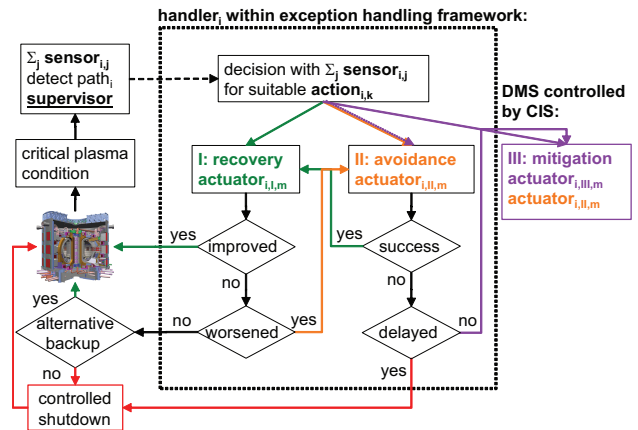 handler_i within exception handling framework:
Σ_j sensor_i,j
detect path_i
supervisor
decision with Σ_j sensor_i,j
for suitable action_i,k
DMS controlled
by CIS:
critical plasma
condition
I: recovery
actuator_i,I,m
II: avoidance
actuator_i,II,m
III: mitigation
actuator_i,III,m
actuator_i,II,m
yes
improved
yes
success
no
no
yes
alternative
backup
no
worsened
yes
delayed
no
no
yes
controlled
shutdown